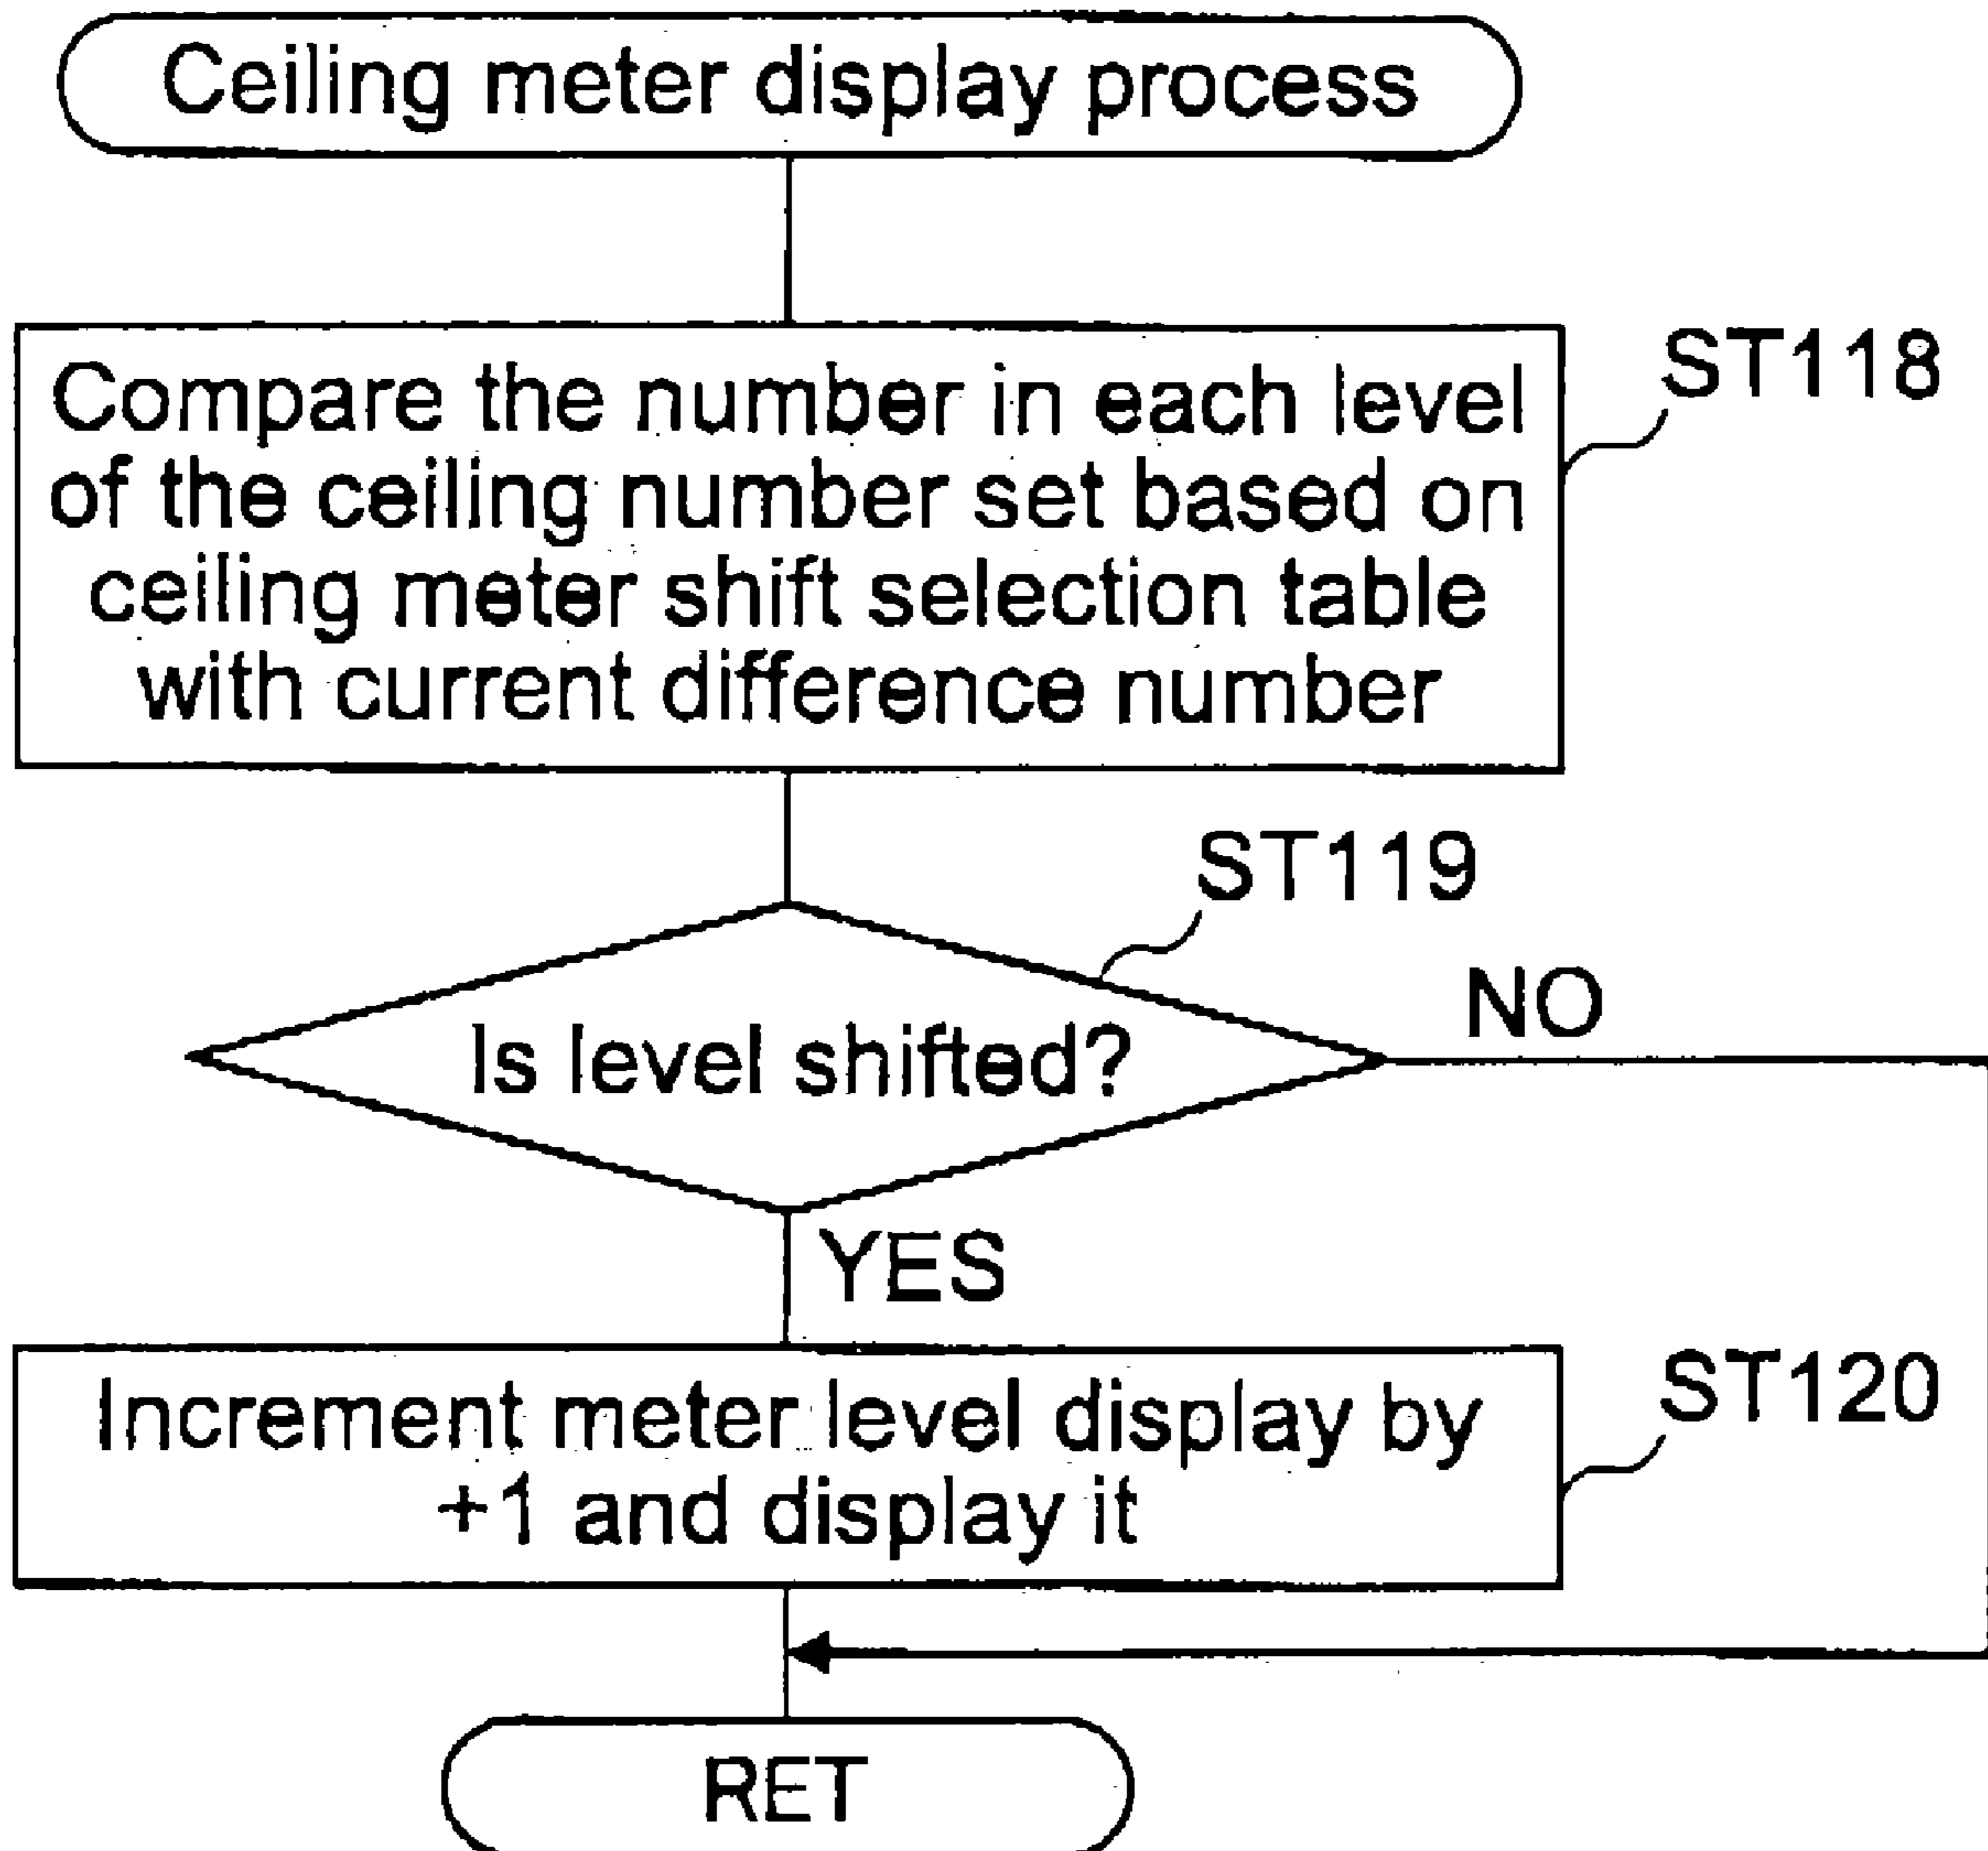 Ceiling meter display process
ST118
Compare the number in each level
of the ceiling number set based on
ceiling meter shift selection table
with current difference number
ST119
NO
Is level shifted?
YES
ST120
Increment meter level display by
+1 and display it
RET